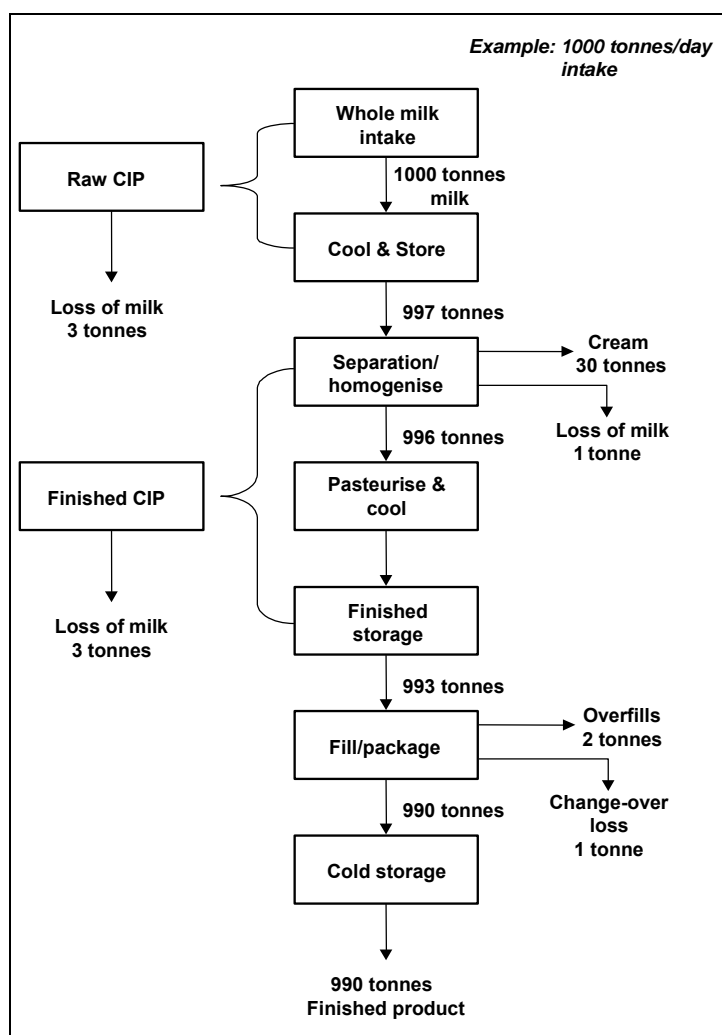 Example: 1000 tonnes/day
intake
Whole milk
intake
Raw CIP
1000 tonnes
milk
Cool & Store
Loss of milk
3 tonnes
997 tonnes
Separation/
homogenise
Cream
30 tonnes
Loss of milk
1 tonne
996 tonnes
Finished CIP
Pasteurise &
cool
Loss of milk
3 tonnes
Finished
storage
993 tonnes
Fill/package
Overfills
2 tonnes
Change-over
loss
1 tonne
990 tonnes
Cold storage
990 tonnes
Finished product